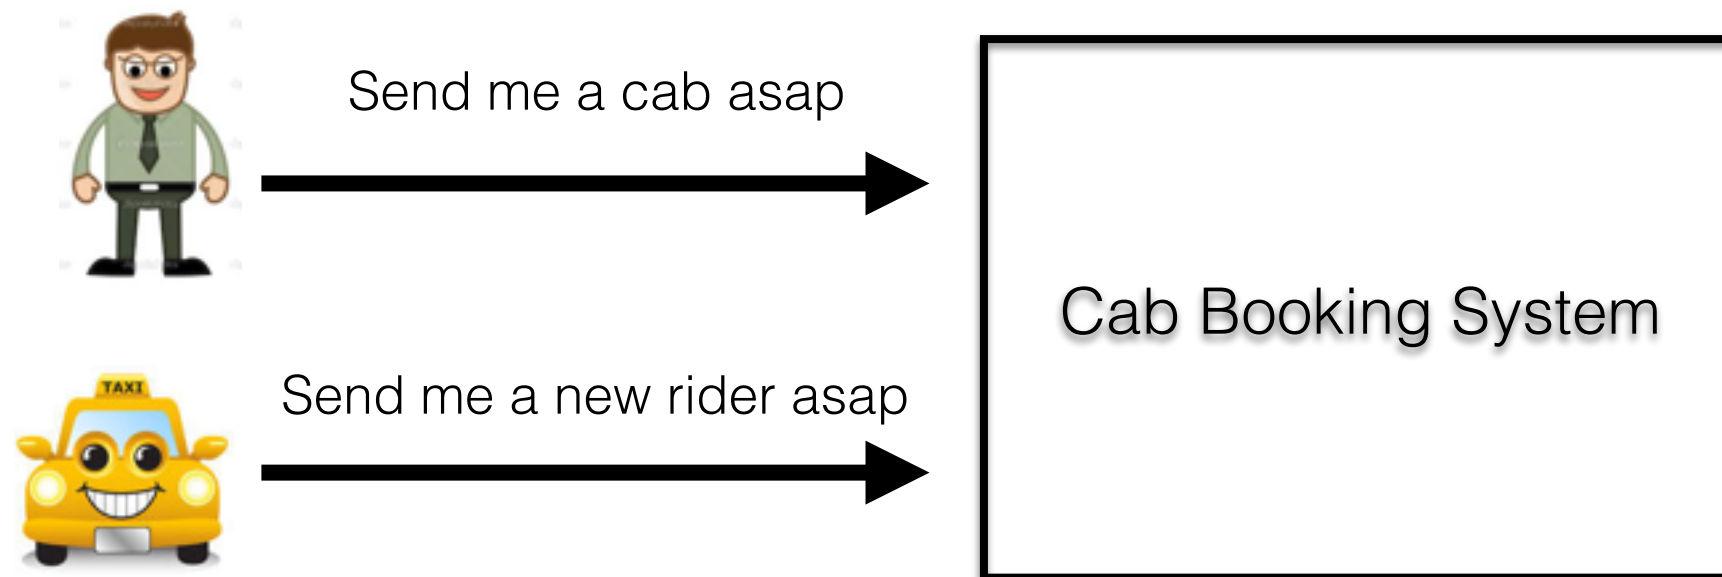 Send me a cab asap
Cab Booking System
TAXI
Send me a new rider asap